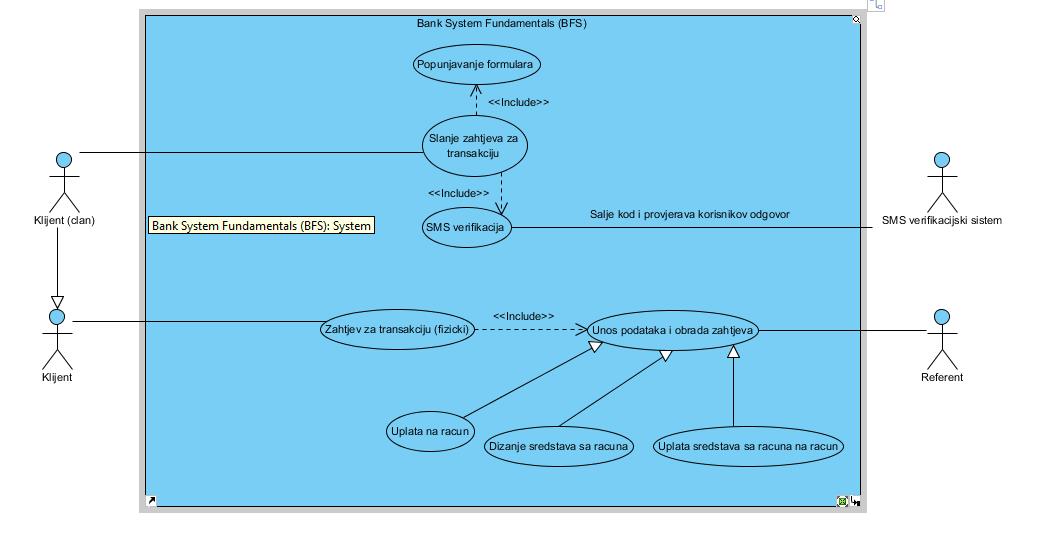 Bank System Fundamentals (BFS)
Popunjavanje formulara
<<Include>>
Slanje zahtjeva za
transakciju
<<Include>>
Klijent (clan)
SMS verifikacija
Salje kod i provjerava korisnikov odgovor
SMS verifikacijski sistem
Bank System Fundamentals (BFS): System
Zahtjev za transakciju (fizicki)
<<Include>>
Unos podataka i obrada zahtjeva
Klijent
Referent
Uplata na racun
Dizanje sredstava sa racuna
Uplata sredstava sa racuna na racun